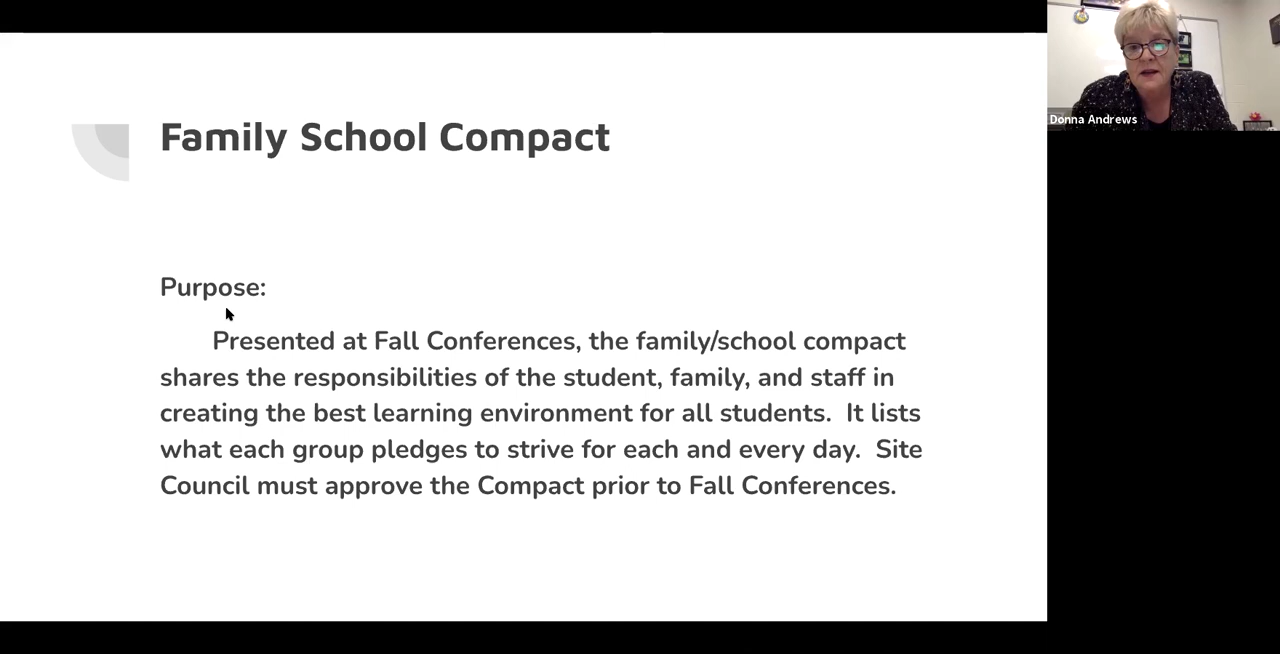 Family School Compact
Donna Andrews
Purpose:
Presented at Fall Conferences, the family/school compact
shares the responsibilities of the student, family, and staff in
creating the best learning environment for all students.  It lists
what each group pledges to strive for each and every day.  Site
Council must approve the Compact prior to Fall Conferences.